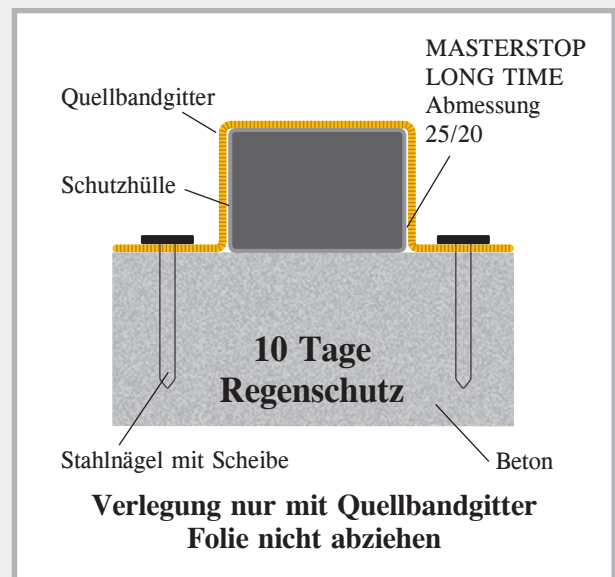 MASTERSTOP
LONG TIME
Abmessung
25/20
Quellbandgitter
Schutzhülle
10 Tage
Regenschutz
Stahlnägel mit Scheibe
Beton
Verlegung nur mit Quellbandgitter
Folie nicht abziehen